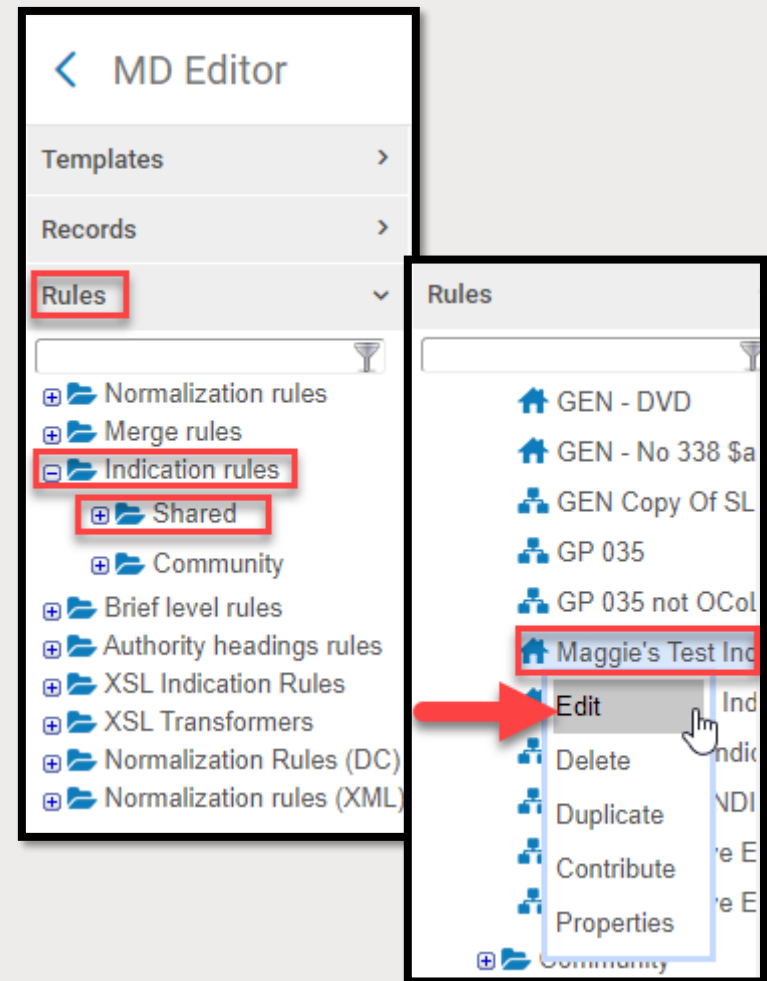 MD Editor
Templates
Records
Rules
Normalization rules
Merge rules
Indication rules
Shared
Community
Brief level rules
Authority headings rules
XSL Indication Rules
XSL Transformers
Normalization Rules (DC)
Normalization rules (XML)
Rules
GEN - DVD
GEN - No 338 $a
GEN Copy Of SL
GP 035
GP 035 not OCoL
Maggie's Test Ind
Edit
Delete
Duplicate
Contribute
Properties
Community